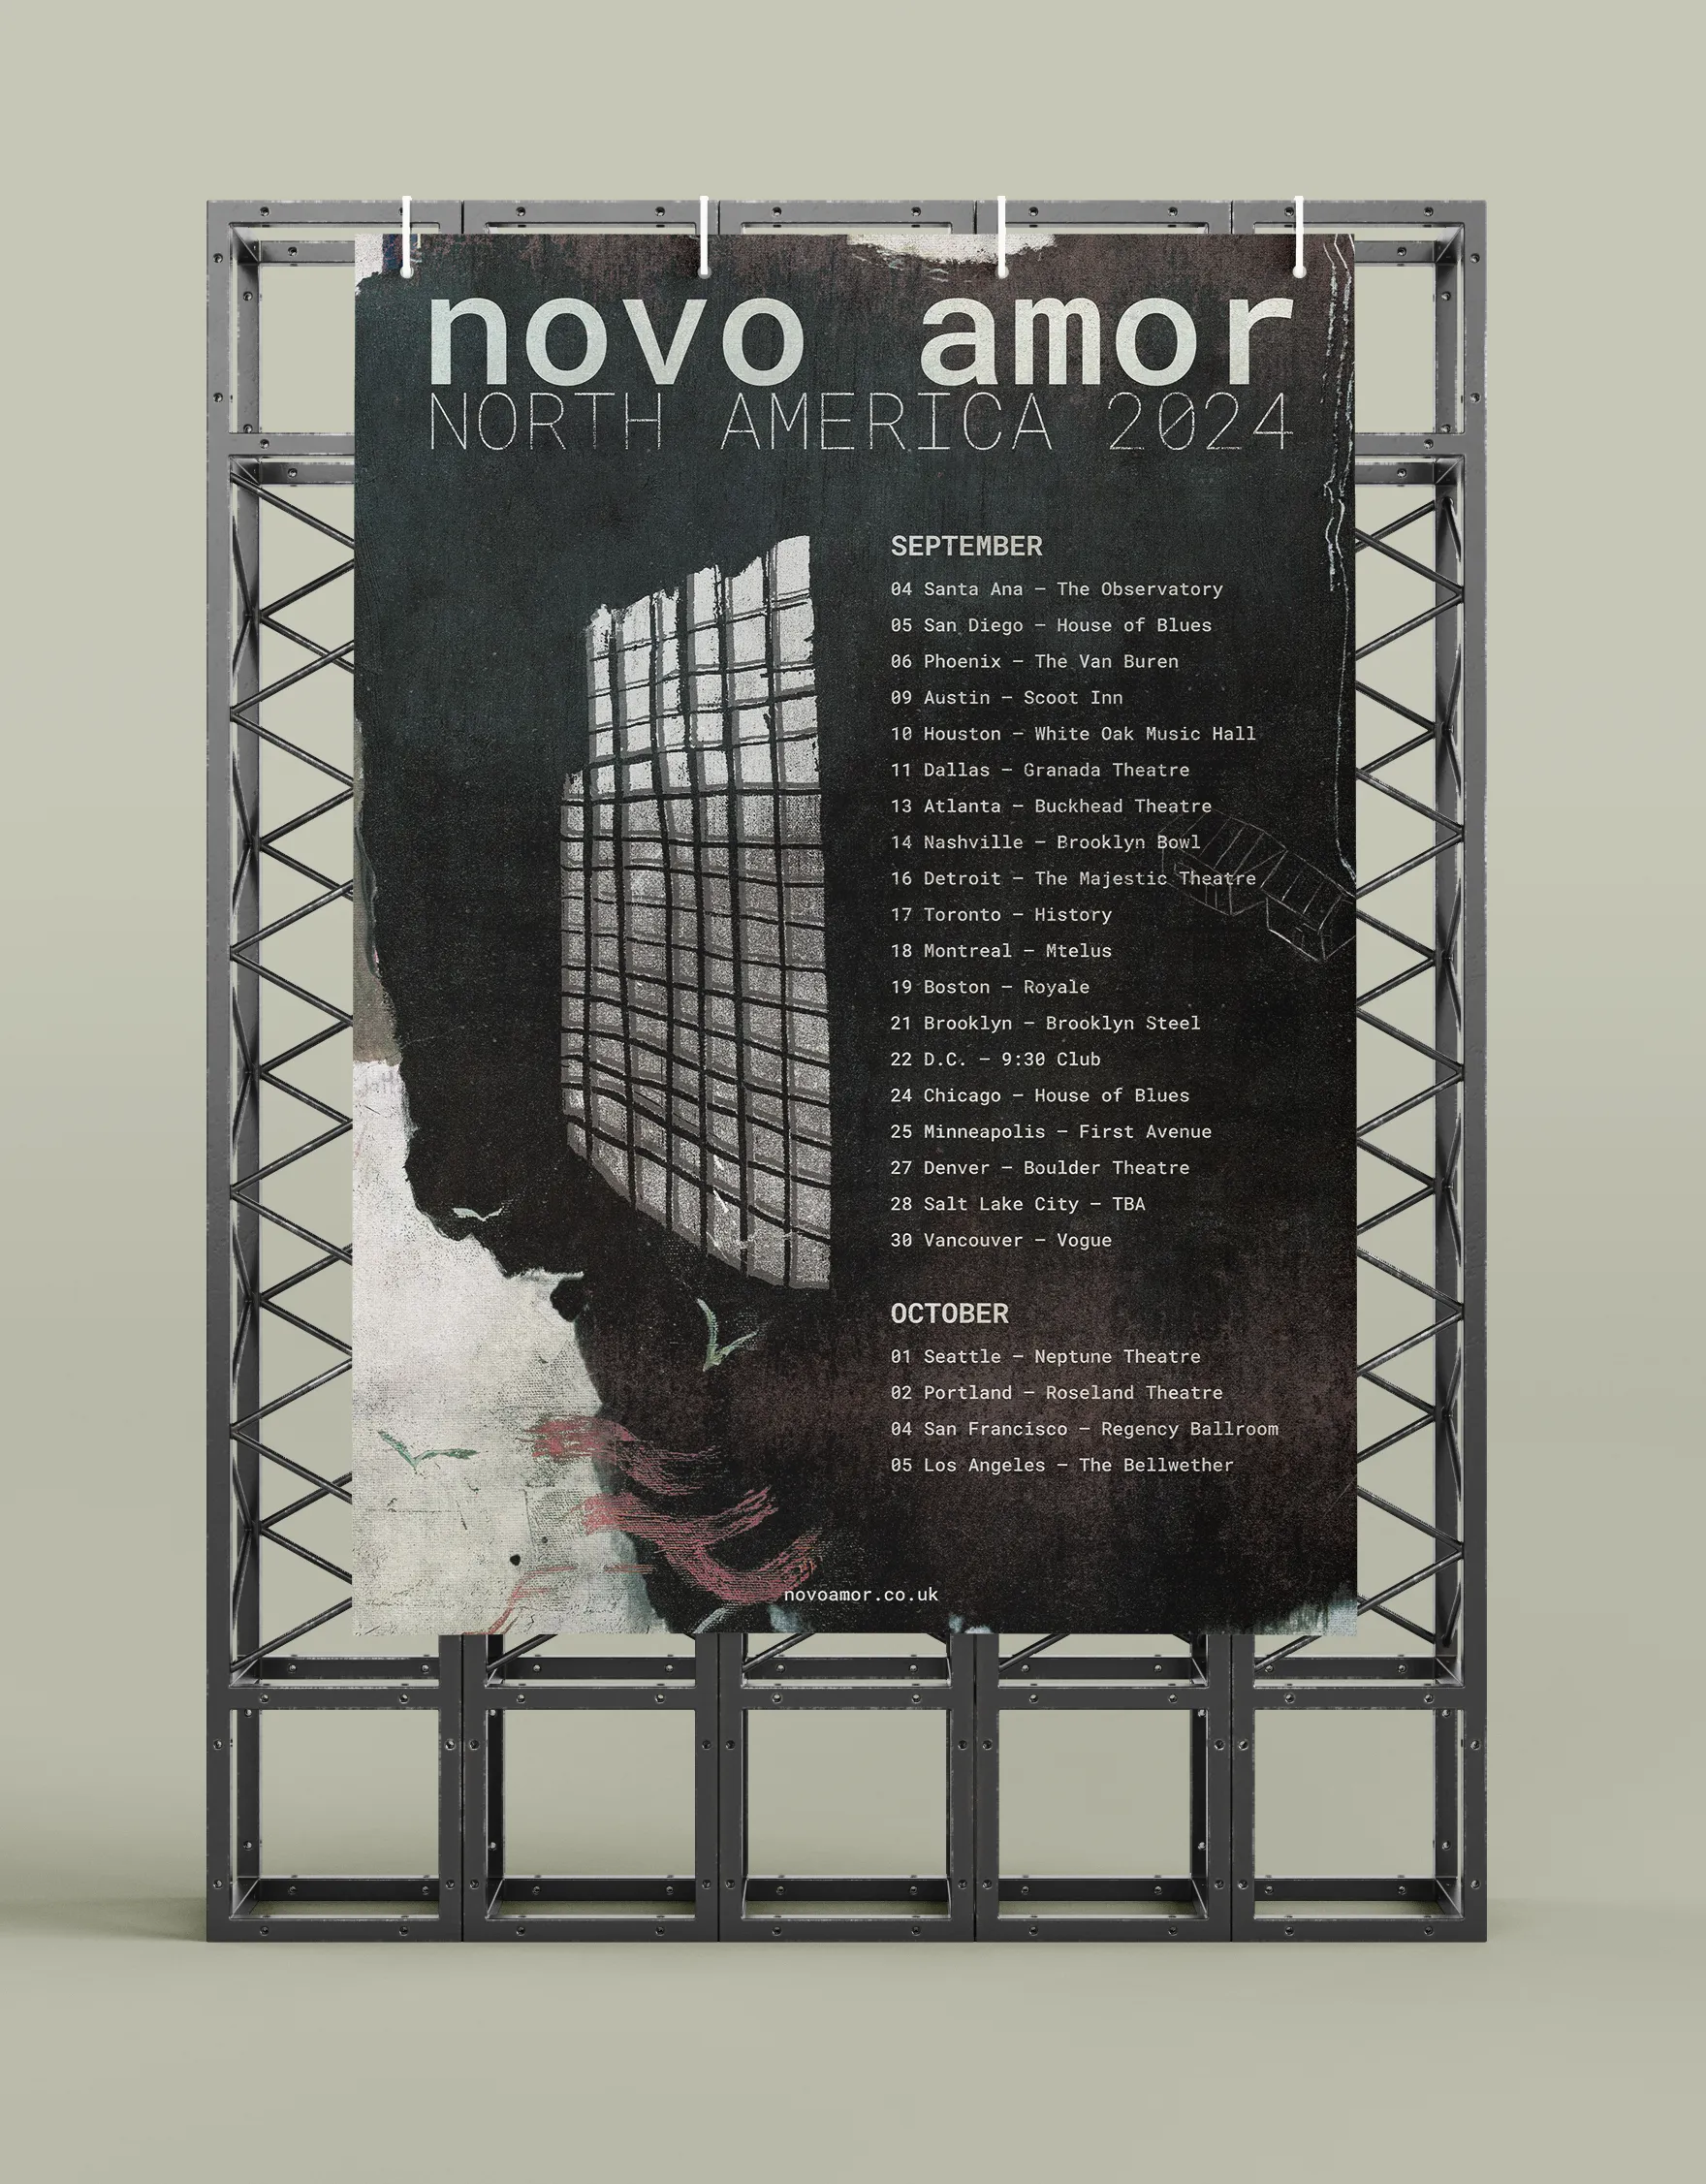 novo amor
NORTH AMERICA 2024
SEPTEMBER
04 Santa Ana – The Observatory
05 San Diego – House of Blues
06 Phoenix – The Van Buren
09 Austin – Scoot Inn
10 Houston – White Oak Music Hall
11 Dallas – Granada Theatre
13 Atlanta – Buckhead Theatre
14 Nashville – Brooklyn Bowl
16 Detroit – The Majestic Theatre
17 Toronto – History
18 Montreal – Mtelus
19 Boston – Royale
21 Brooklyn – Brooklyn Steel
22 D.C. – 9:30 Club
24 Chicago – House of Blues
25 Minneapolis – First Avenue
27 Denver – Boulder Theatre
28 Salt Lake City – TBA
30 Vancouver – Vogue
OCTOBER
01 Seattle – Neptune Theatre
02 Portland – Roseland Theatre
04 San Francisco – Regency Ballroom
05 Los Angeles – The Bellwether
novoamor.co.uk